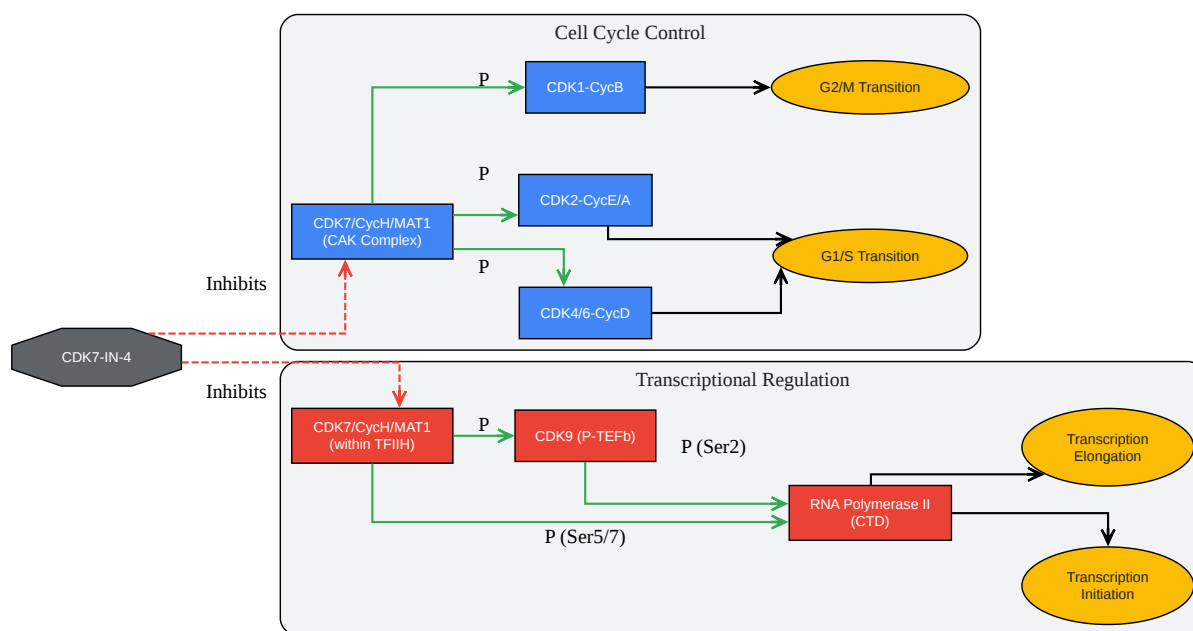 Cell Cycle Control
P
CDK1-CycB
G2/M Transition
P
CDK2-CycE/A
CDK7/CycH/MAT1
(CAK Complex)
G1/S Transition
P
Inhibits
CDK4/6-CycD
CDK7-IN-4
Inhibits
Transcriptional Regulation
CDK7/CycH/MAT1
(within TFIIH)
P
CDK9 (P-TEFb)
P (Ser2)
Transcription
Elongation
RNA Polymerase II
(CTD)
P (Ser5/7)
Transcription
Initiation